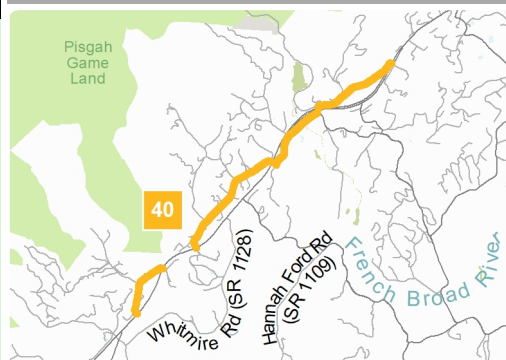 Pisgah
Game
Land
40
Whitmire Rd (SR 1128)
Hannah Ford Rd
(SR 1109)
French Broad River